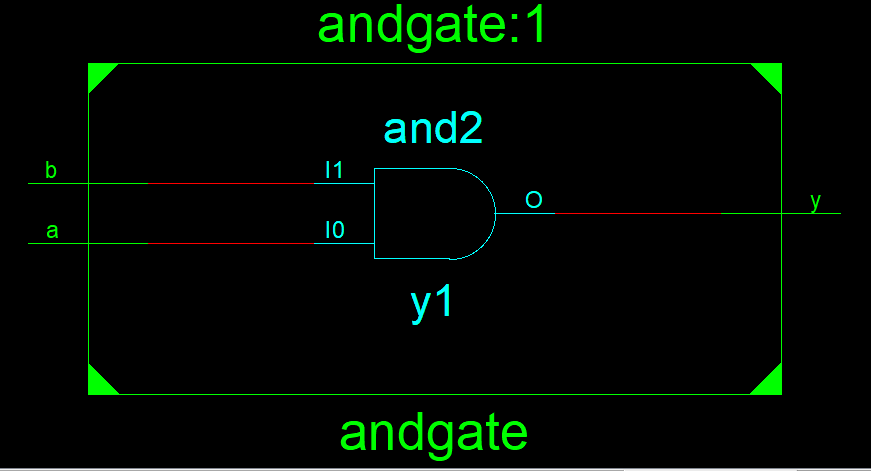 andgate:1
and2
b
I1
O
y
a
I0
y1
andgate